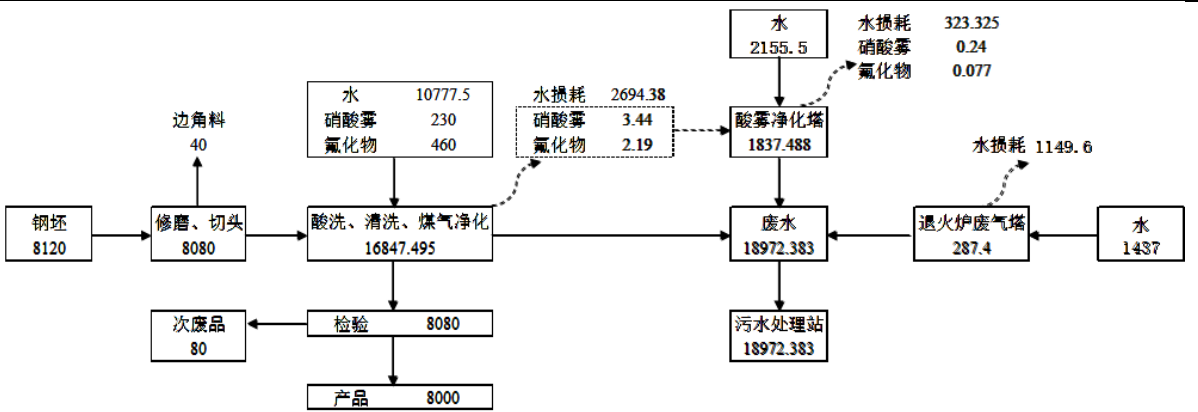 水
2155.5
水损耗 323.325
硝酸雾 0.24
氟化物 0.077
水 10777.5
硝酸雾 230
氟化物 460
水损耗 2694.38
硝酸雾 3.44
氟化物 2.19
酸雾净化塔
1837.488
边角料
40
水损耗 1149.6
钢坯
8120
修磨、切头
8080
酸洗、清洗、煤气净化
16847.495
废水
18972.383
退火炉废气塔
287.4
水
1437
次废品
80
检验 8080
污水处理站
18972.383
产品 8000